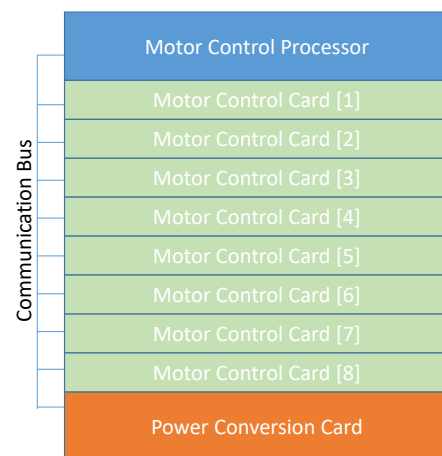 Motor Control Processor
Motor Control Card [1]
Motor Control Card [2]
Motor Control Card [3]
Motor Control Card [4]
Motor Control Card [5]
Motor Control Card [6]
Motor Control Card [7]
Motor Control Card [8]
Power Conversion Card
Communication Bus